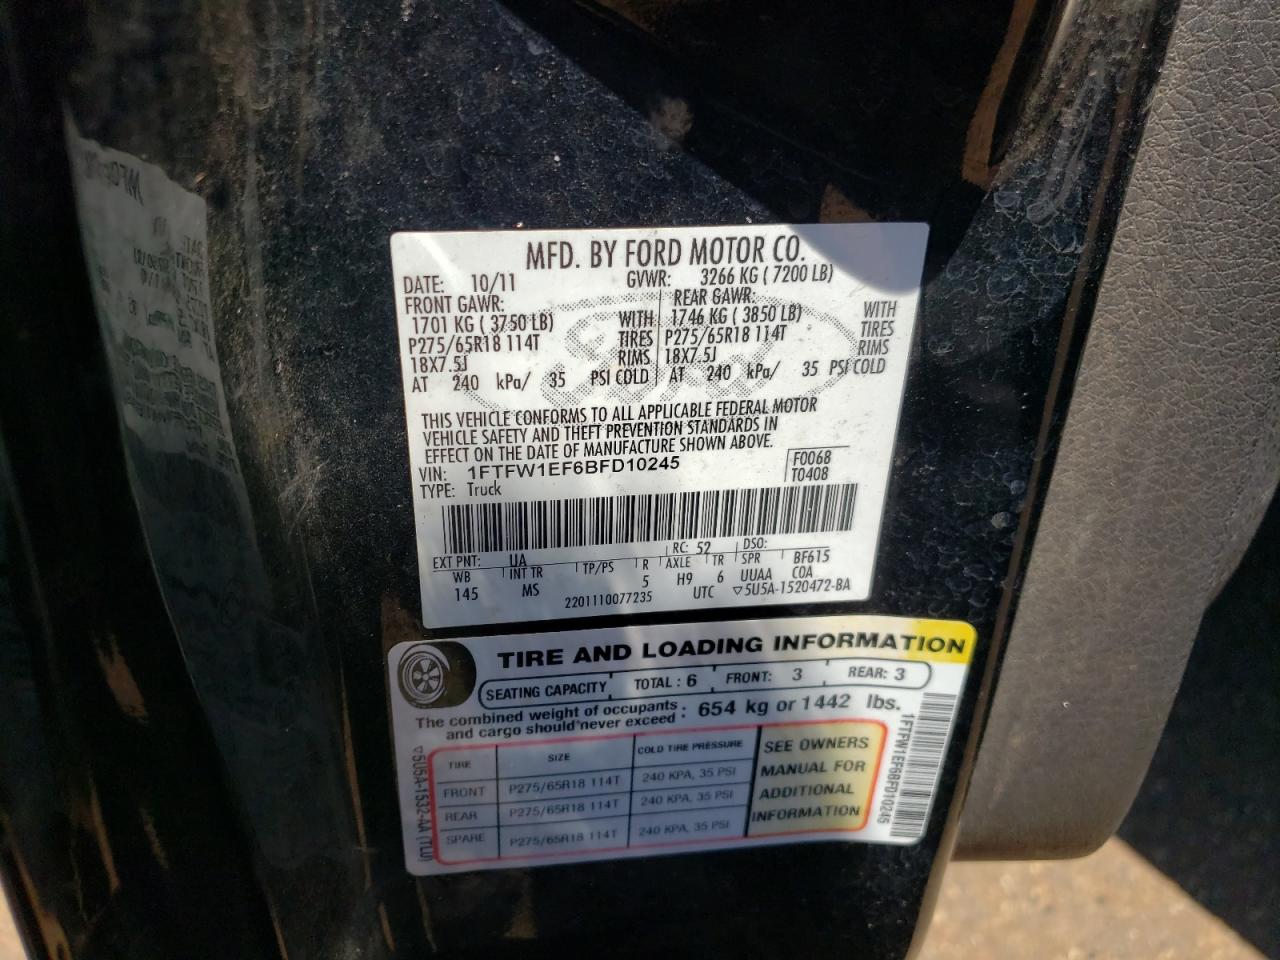 MFD. BY FORD MOTOR CO.
DATE: 10/11 GVWR: 3266 KG ( 7200 LB)
FRONT GAWR: REAR GAWR:
1701 KG ( 3750 LB) WITH 1746 KG ( 3850 LB) WITH
P275/65R18 114T TIRES P275/65R18 114T TIRES
18X7.5J RIMS 18X7.5J RIMS
AT 240 kPa/ 35 PSI COLD AT 240 kPa/ 35 PSI COLD
THIS VEHICLE CONFORMS TO ALL APPLICABLE FEDERAL MOTOR
VEHICLE SAFETY AND THEFT PREVENTION STANDARDS IN
EFFECT ON THE DATE OF MANUFACTURE SHOWN ABOVE.
VIN: 1FTFW1EF6BFD10245 F0068
TYPE: Truck T0408
EXT PNT: UA RC: 52 DSO:
WB INT TR TP/PS R AXLE TR SPR BF615
145 MS 5 H9 6 UUAA COA
2201110077235 UTC ▽5U5A-1520472-BA
TIRE AND LOADING INFORMATION
SEATING CAPACITY TOTAL : 6 FRONT: 3 REAR: 3
The combined weight of occupants
and cargo should never exceed : 654 kg or 1442 lbs.
TIRE SIZE COLD TIRE PRESSURE
FRONT P275/65R18 114T 240 KPA, 35 PSI
REAR P275/65R18 114T 240 KPA, 35 PSI
SPARE P275/65R18 114T 240 KPA, 35 PSI
SEE OWNERS
MANUAL FOR
ADDITIONAL
INFORMATION
▽5U5A-1532-AA (TLU)
1FTFW1EF6BFD10245